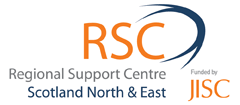 RSC
Regional Support Centre
Scotland North & East
Funded by
JISC